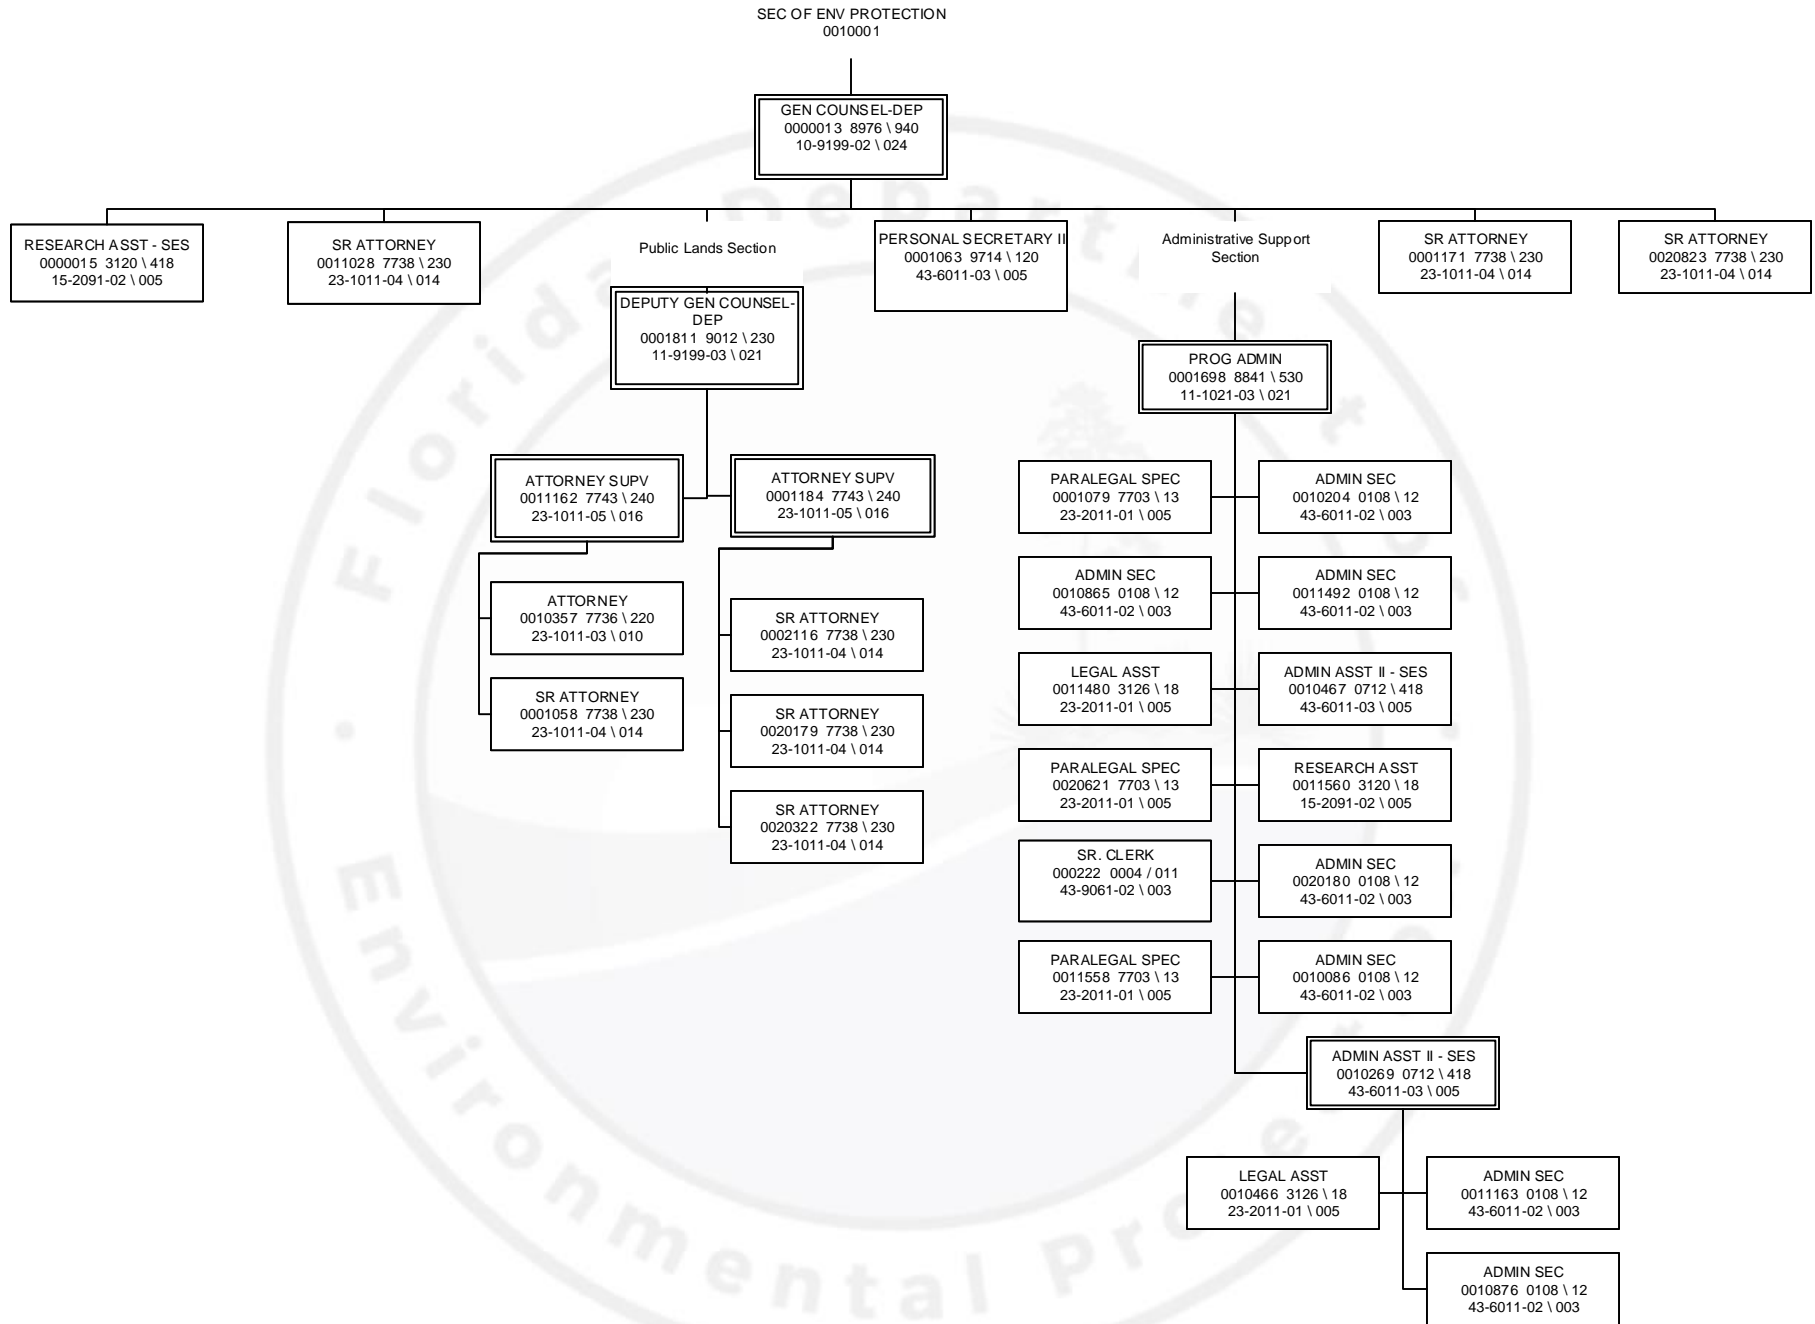 SEC OF ENV PROTECTION
0010001
GEN COUNSEL-DEP
0000013 8976 \ 940
10-9199-02 \ 024
RESEARCH ASST - SES
0000015 3120 \ 418
15-2091-02 \ 005
SR ATTORNEY
0011028 7738 \ 230
23-1011-04 \ 014
Public Lands Section
DEPUTY GEN COUNSEL-
DEP
0001811 9012 \ 230
11-9199-03 \ 021
PERSONAL SECRETARY II
0001063 9714 \ 120
43-6011-03 \ 005
Administrative Support
Section
SR ATTORNEY
0001171 7738 \ 230
23-1011-04 \ 014
SR ATTORNEY
0020823 7738 \ 230
23-1011-04 \ 014
PROG ADMIN
0001698 8841 \ 530
11-1021-03 \ 021
ATTORNEY SUPV
0011162 7743 \ 240
23-1011-05 \ 016
ATTORNEY SUPV
0001184 7743 \ 240
23-1011-05 \ 016
ATTORNEY
0010357 7736 \ 220
23-1011-03 \ 010
SR ATTORNEY
0001058 7738 \ 230
23-1011-04 \ 014
SR ATTORNEY
0002116 7738 \ 230
23-1011-04 \ 014
SR ATTORNEY
0020179 7738 \ 230
23-1011-04 \ 014
SR ATTORNEY
0020322 7738 \ 230
23-1011-04 \ 014
PARALEGAL SPEC
0001079 7703 \ 13
23-2011-01 \ 005
ADMIN SEC
0010204 0108 \ 12
43-6011-02 \ 003
ADMIN SEC
0010865 0108 \ 12
43-6011-02 \ 003
ADMIN SEC
0011492 0108 \ 12
43-6011-02 \ 003
LEGAL ASST
0011480 3126 \ 18
23-2011-01 \ 005
ADMIN ASST II - SES
0010467 0712 \ 418
43-6011-03 \ 005
PARALEGAL SPEC
0020621 7703 \ 13
23-2011-01 \ 005
RESEARCH ASST
0011560 3120 \ 18
15-2091-02 \ 005
SR. CLERK
000222 0004 / 011
43-9061-02 \ 003
ADMIN SEC
0020180 0108 \ 12
43-6011-02 \ 003
PARALEGAL SPEC
0011558 7703 \ 13
23-2011-01 \ 005
ADMIN SEC
0010086 0108 \ 12
43-6011-02 \ 003
ADMIN ASST II - SES
0010269 0712 \ 418
43-6011-03 \ 005
LEGAL ASST
0010466 3126 \ 18
23-2011-01 \ 005
ADMIN SEC
0011163 0108 \ 12
43-6011-02 \ 003
ADMIN SEC
0010876 0108 \ 12
43-6011-02 \ 003
Florida Department
Environmental